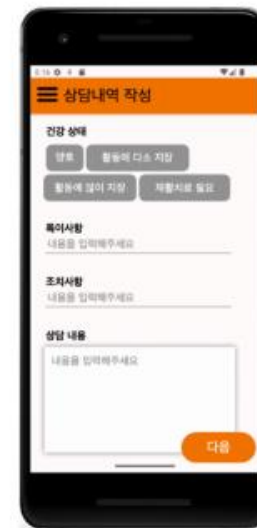 상담내역 작성
건강 상태
양호
활동에 다소 지장
활동에 많이 지장
재활치료 필요
특이사항
내용을 입력해주세요
조치사항
내용을 입력해주세요
상담 내용
내용을 입력해주세요
다음